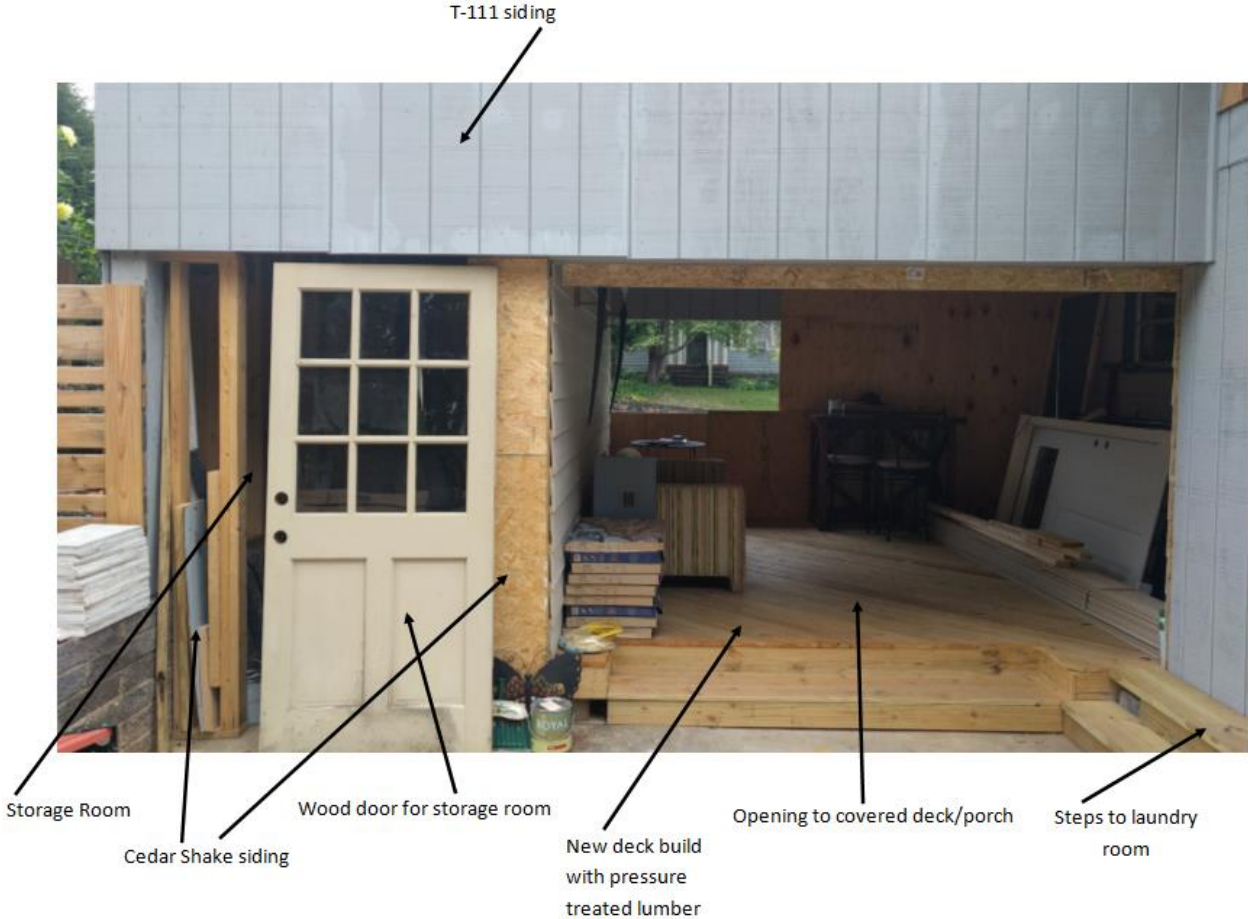 T-111 siding
ROYAL
Storage Room
Wood door for storage room
Cedar Shake siding
New deck build
with pressure
treated lumber
Opening to covered deck/porch
Steps to laundry
room